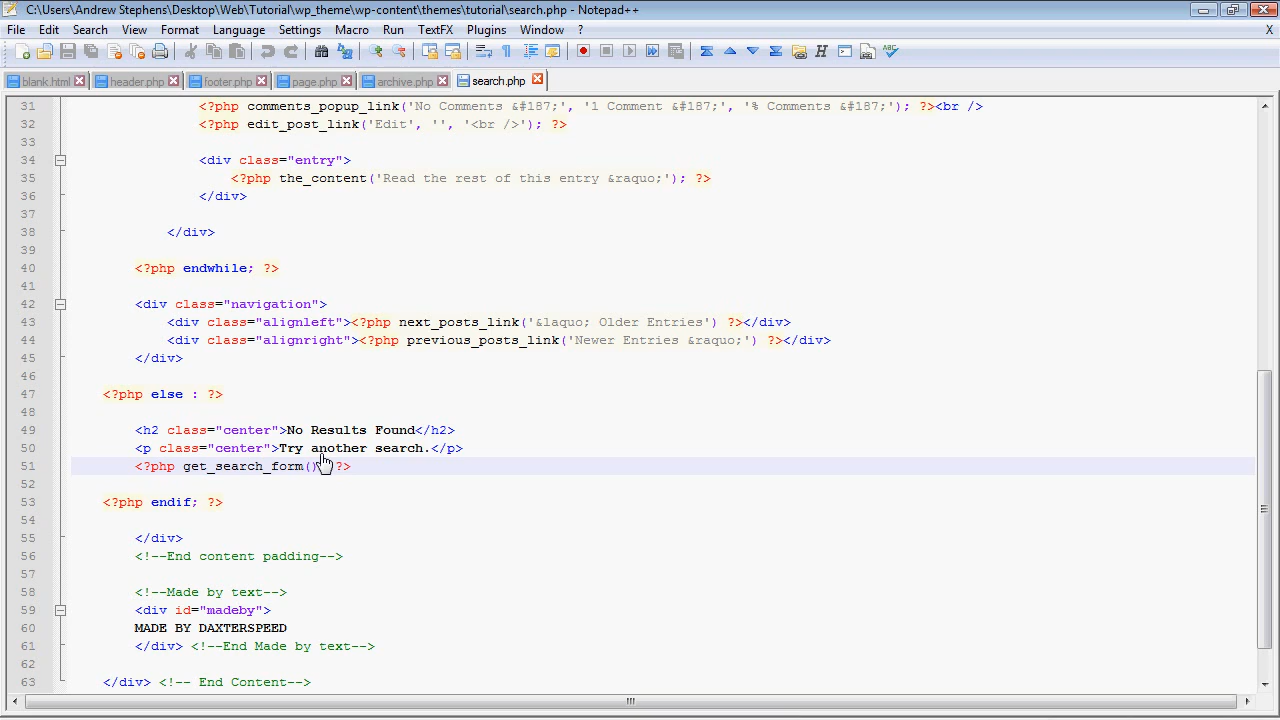 C:\Users\Andrew Stephens\Desktop\Web\Tutorial\wp_theme\wp-content\themes\tutorial\search.php - Notepad++
File Edit Search View Format Language Settings Macro Run TextFX Plugins Window ? X
blank.html header.php footer.php page.php archive.php search.php
31 <?php comments_popup_link('No Comments &#187;', '1 Comment &#187;', '% Comments &#187;'); ?><br />
32 <?php edit_post_link('Edit', '', '<br />'); ?>
33
34 <div class="entry">
35 <?php the_content('Read the rest of this entry &raquo;'); ?>
36 </div>
37
38 </div>
39
40 <?php endwhile; ?>
41
42 <div class="navigation">
43 <div class="alignleft"><?php next_posts_link('&laquo; Older Entries') ?></div>
44 <div class="alignright"><?php previous_posts_link('Newer Entries &raquo;') ?></div>
45 </div>
46
47 <?php else : ?>
48
49 <h2 class="center">No Results Found</h2>
50 <p class="center">Try another search.</p>
51 <?php get_search_form() ?>
52
53 <?php endif; ?>
54
55 </div>
56 <!--End content padding-->
57
58 <!--Made by text-->
59 <div id="madeby">
60 MADE BY DAXTERSPEED
61 </div> <!--End Made by text-->
62
63 </div> <!-- End Content-->